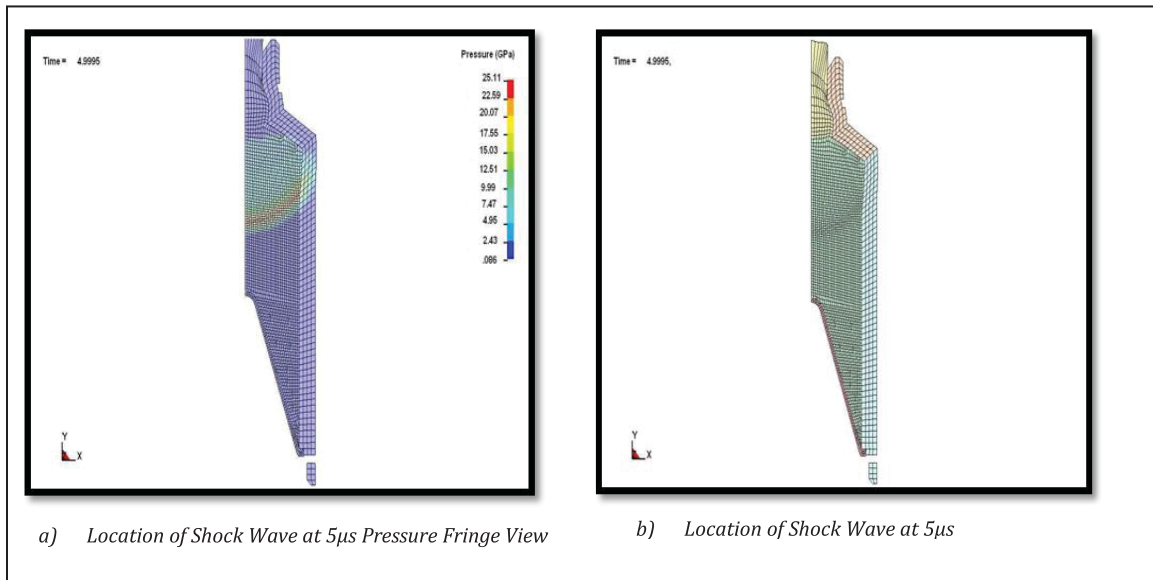 Time = 4.9995
Pressure (GPa)
25.11
22.59
20.07
17.55
15.03
12.51
9.99
7.47
4.95
2.43
.086
Y
X
a) Location of Shock Wave at 5µs Pressure Fringe View
Time = 4.9995,
Y
X
b) Location of Shock Wave at 5µs